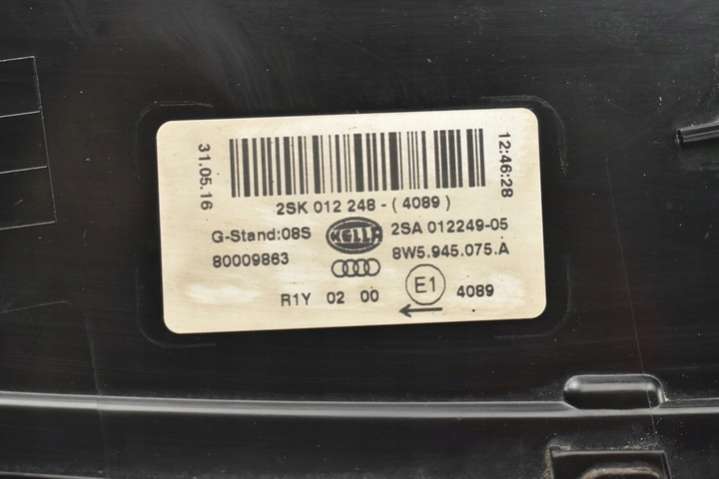 31.05.16
12:46:28
2SK 012 248 - ( 4089 )
G-Stand:08S HELLA 2SA 012249-05
80009863 8W5.945.075.A
R1Y 02 00 E1 4089